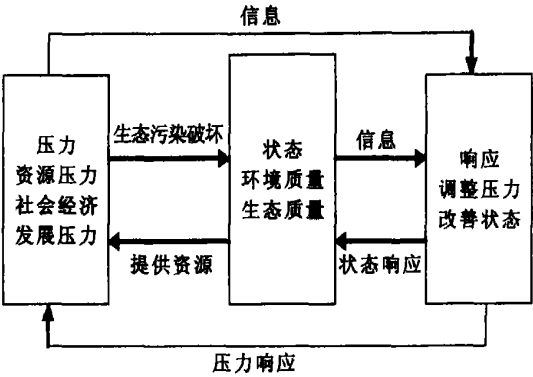 信息
压力
资源压力
社会经济
发展压力
生态污染破坏
提供资源
状态
环境质量
生态质量
信息
状态响应
响应
调整压力
改善状态
压力响应